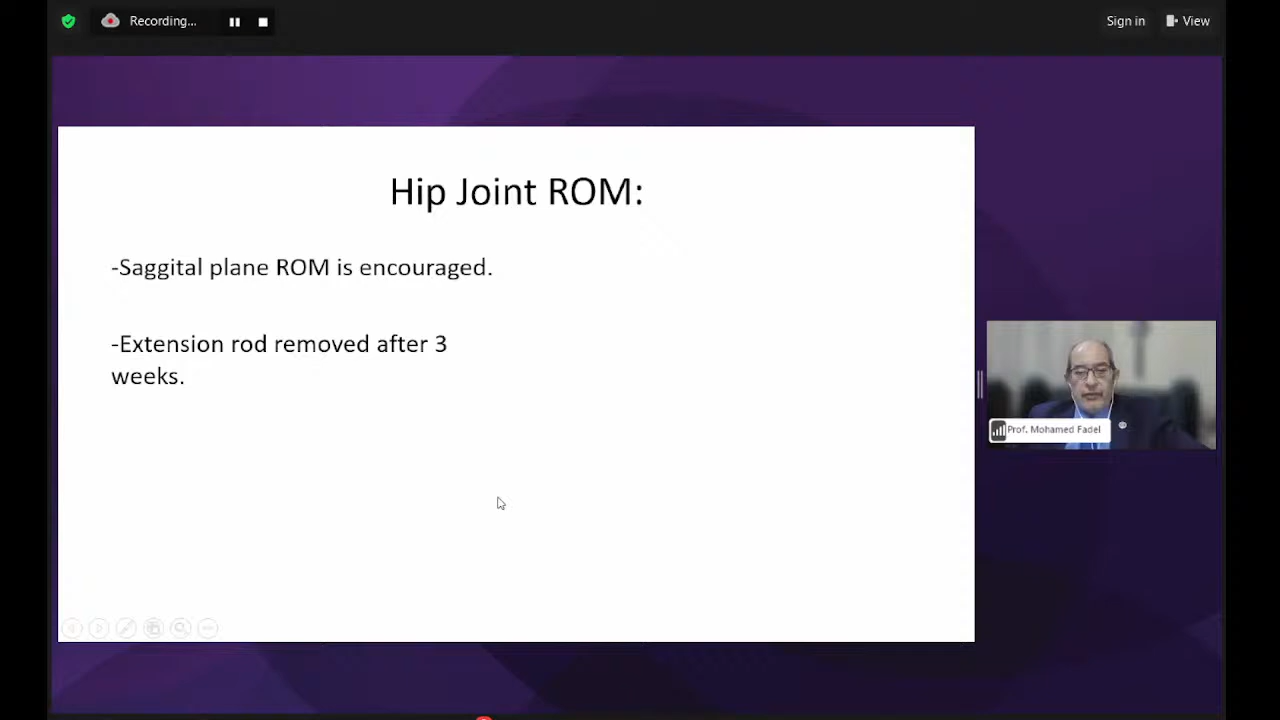 Recording...
Sign in
View
Hip Joint ROM:
-Saggital plane ROM is encouraged.
-Extension rod removed after 3
weeks.
Prof. Mohamed Fadel